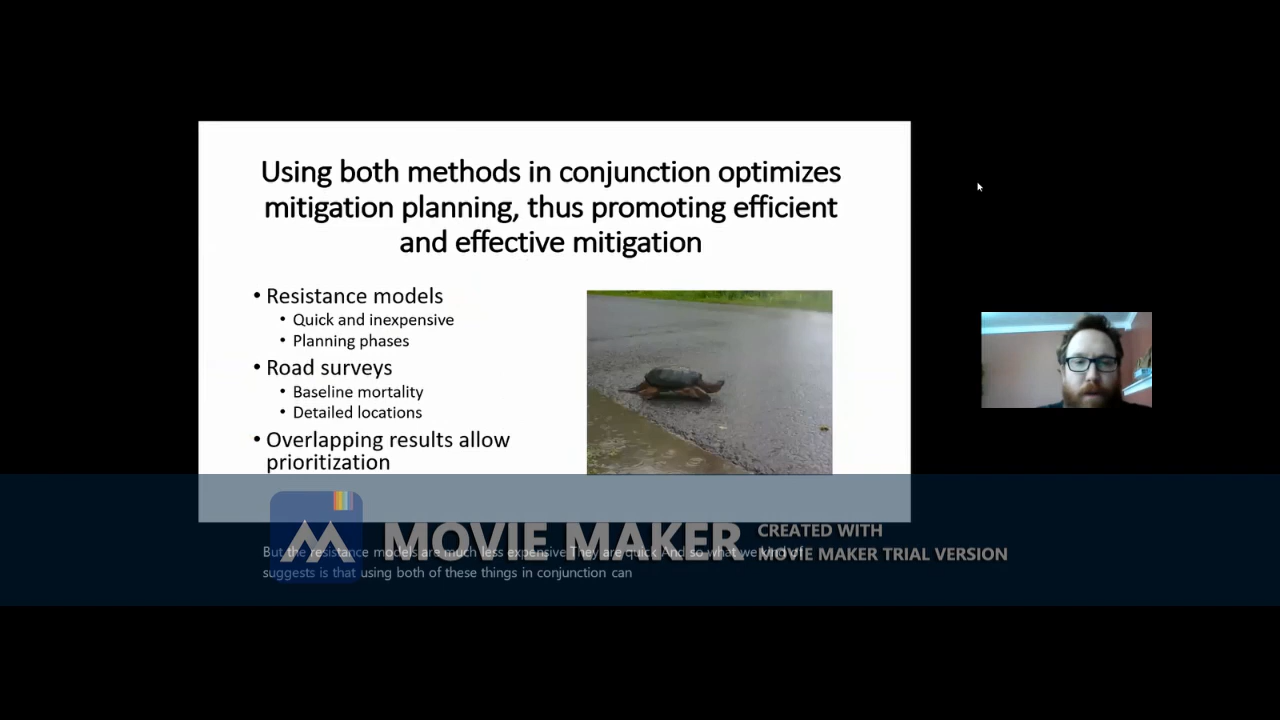 Using both methods in conjunction optimizes
mitigation planning, thus promoting efficient
and effective mitigation
• Resistance models
• Quick and inexpensive
• Planning phases
• Road surveys
• Baseline mortality
• Detailed locations
• Overlapping results allow
prioritization
MOVIE MAKER
CREATED WITH
MOVIE MAKER TRIAL VERSION
But the resistance models are much less expensive They are quick And so what we kind of
suggests is that using both of these things in conjunction can